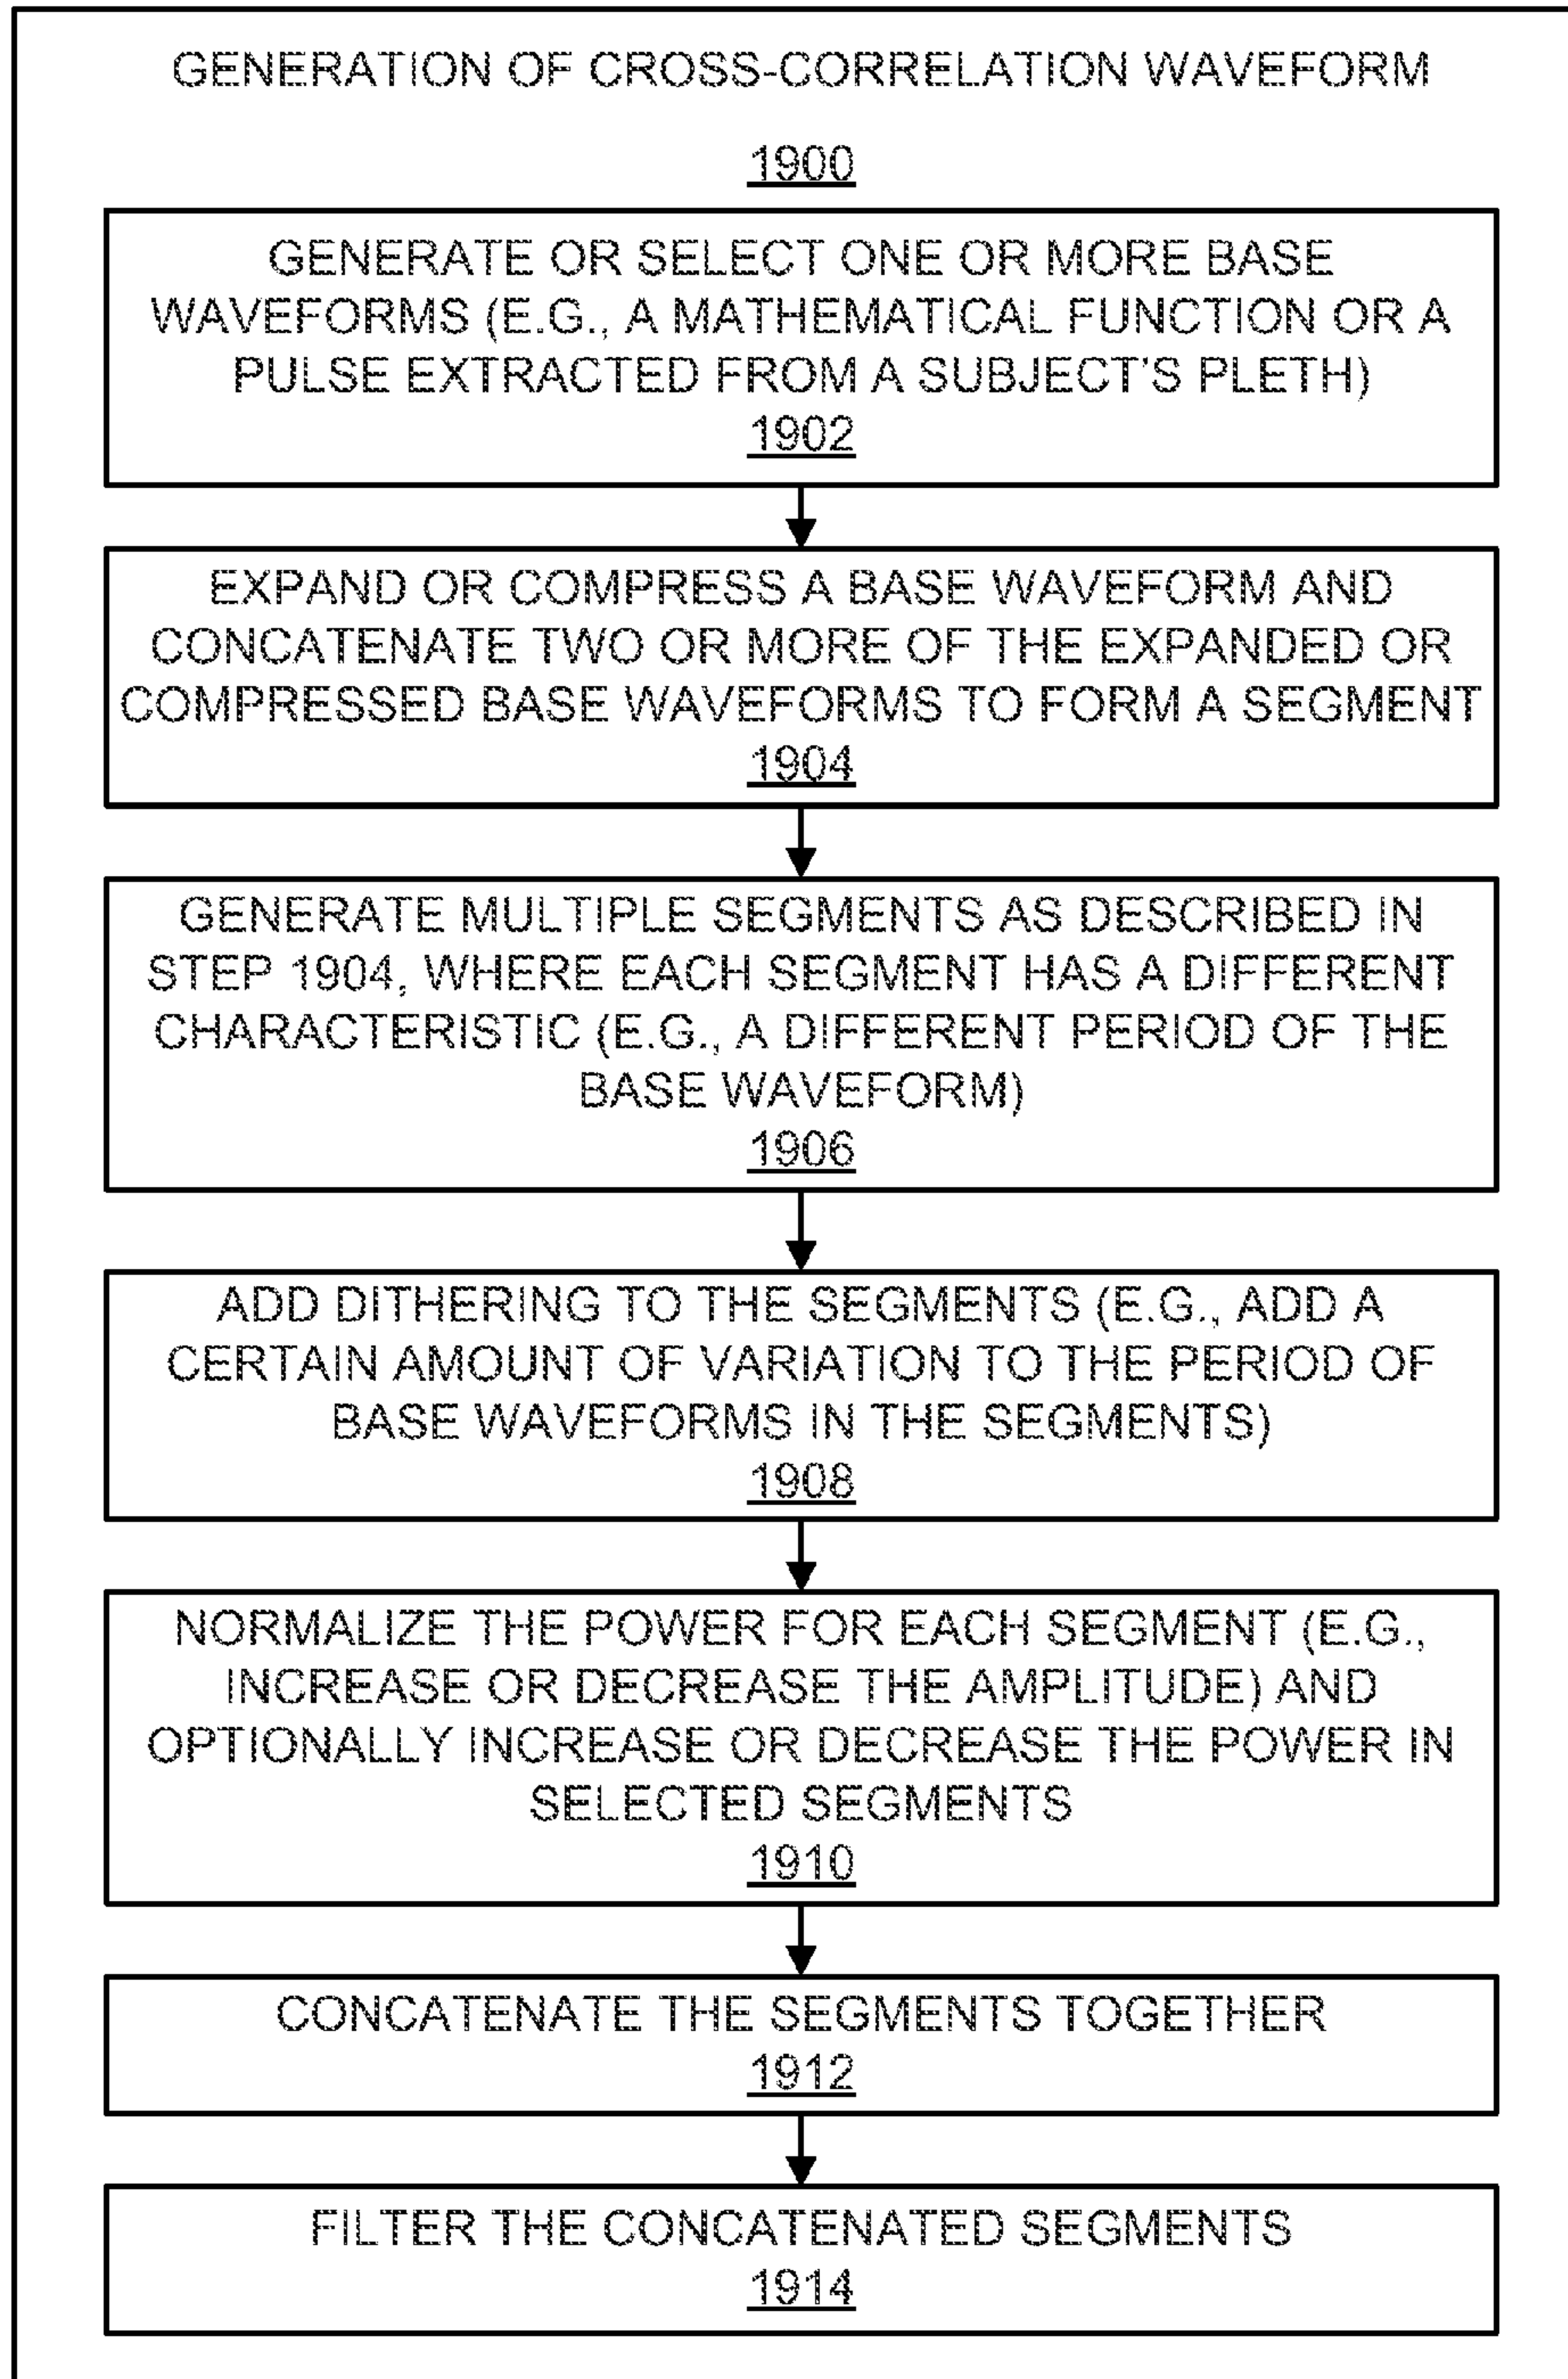 GENERATION OF CROSS-CORRELATION WAVEFORM
1900
GENERATE OR SELECT ONE OR MORE BASE
WAVEFORMS (E.G., A MATHEMATICAL FUNCTION OR A
PULSE EXTRACTED FROM A SUBJECT'S PLETH)
1902
EXPAND OR COMPRESS A BASE WAVEFORM AND
CONCATENATE TWO OR MORE OF THE EXPANDED OR
COMPRESSED BASE WAVEFORMS TO FORM A SEGMENT
1904
GENERATE MULTIPLE SEGMENTS AS DESCRIBED IN
STEP 1904, WHERE EACH SEGMENT HAS A DIFFERENT
CHARACTERISTIC (E.G., A DIFFERENT PERIOD OF THE
BASE WAVEFORM)
1906
ADD DITHERING TO THE SEGMENTS (E.G., ADD A
CERTAIN AMOUNT OF VARIATION TO THE PERIOD OF
BASE WAVEFORMS IN THE SEGMENTS)
1908
NORMALIZE THE POWER FOR EACH SEGMENT (E.G.,
INCREASE OR DECREASE THE AMPLITUDE) AND
OPTIONALLY INCREASE OR DECREASE THE POWER IN
SELECTED SEGMENTS
1910
CONCATENATE THE SEGMENTS TOGETHER
1912
FILTER THE CONCATENATED SEGMENTS
1914